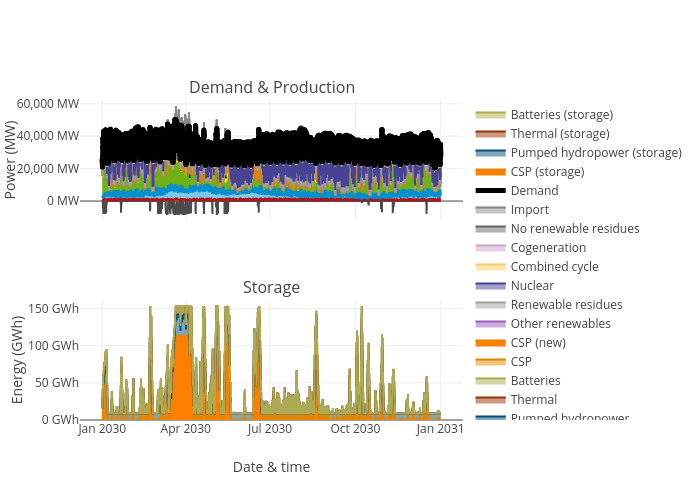 Demand & Production
60,000 MW
40,000 MW
20,000 MW
0 MW
Power (MW)
Storage
150 GWh
100 GWh
50 GWh
0 GWh
Energy (GWh)
Jan 2030
Apr 2030
Jul 2030
Oct 2030
Jan 2031
Date & time
Batteries (storage)
Thermal (storage)
Pumped hydropower (storage)
CSP (storage)
Demand
Import
No renewable residues
Cogeneration
Combined cycle
Nuclear
Renewable residues
Other renewables
CSP (new)
CSP
Batteries
Thermal
Pumped hydropower